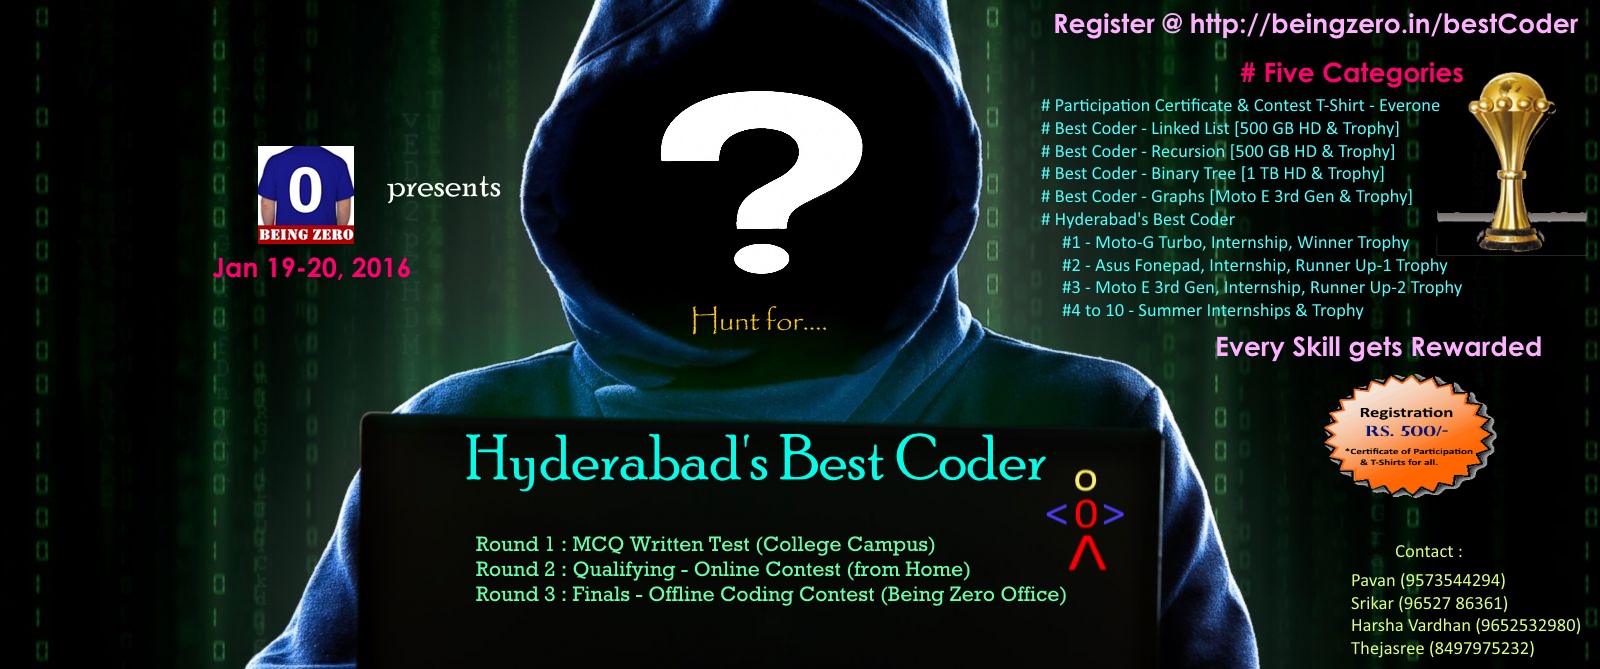 0
BEING ZERO
presents
Jan 19-20, 2016
?
Hunt for....
Hyderabad's Best Coder
o
<0>
Λ
Round 1 : MCQ Written Test (College Campus)
Round 2 : Qualifying - Online Contest (from Home)
Round 3 : Finals - Offline Coding Contest (Being Zero Office)
Register @ http://beingzero.in/bestCoder
# Five Categories
# Participation Certificate & Contest T-Shirt - Everone
# Best Coder - Linked List [500 GB HD & Trophy]
# Best Coder - Recursion [500 GB HD & Trophy]
# Best Coder - Binary Tree [1 TB HD & Trophy]
# Best Coder - Graphs [Moto E 3rd Gen & Trophy]
# Hyderabad's Best Coder
#1 - Moto-G Turbo, Internship, Winner Trophy
#2 - Asus Fonepad, Internship, Runner Up-1 Trophy
#3 - Moto E 3rd Gen, Internship, Runner Up-2 Trophy
#4 to 10 - Summer Internships & Trophy
Every Skill gets Rewarded
Registration
RS. 500/-
*Certificate of Participation
& T-Shirts for all.
Contact :
Pavan (9573544294)
Srikar (96527 86361)
Harsha Vardhan (9652532980)
Thejasree (8497975232)